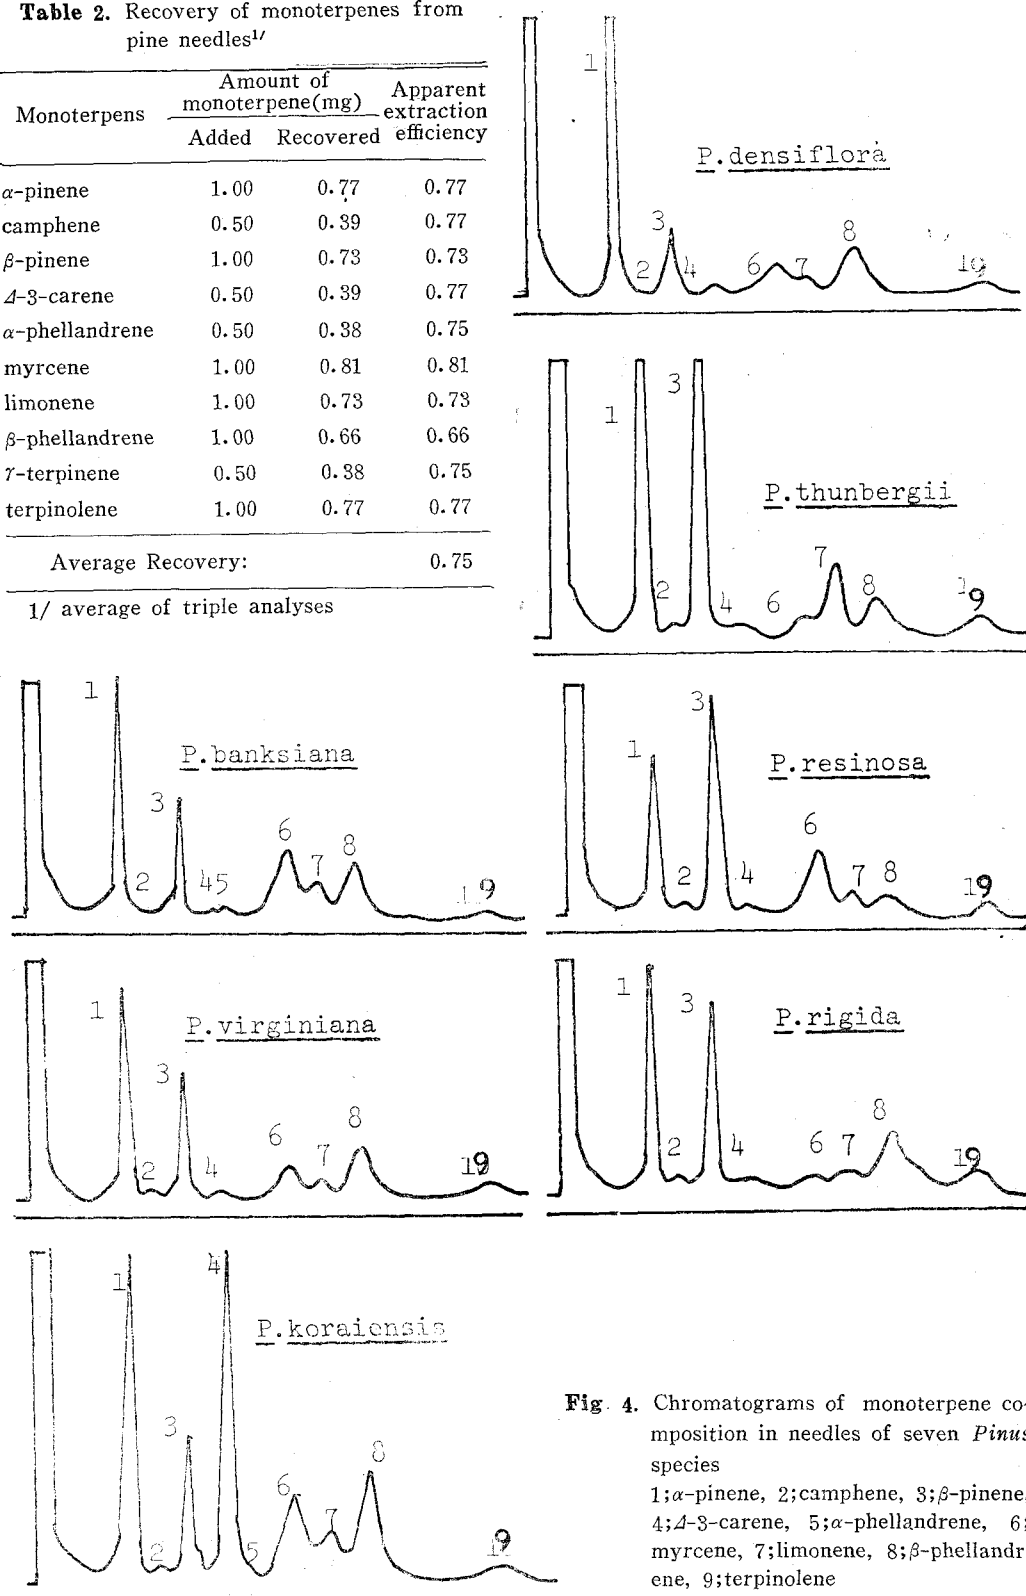 Table 2. Recovery of monoterpenes from
pine needles1/
Monoterpens
Amount of
monoterpene(mg)
Apparent
extraction
efficiency
Added Recovered
α-pinene 1.00 0.77 0.77
camphene 0.50 0.39 0.77
β-pinene 1.00 0.73 0.73
Δ-3-carene 0.50 0.39 0.77
α-phellandrene 0.50 0.38 0.75
myrcene 1.00 0.81 0.81
limonene 1.00 0.73 0.73
β-phellandrene 1.00 0.66 0.66
γ-terpinene 0.50 0.38 0.75
terpinolene 1.00 0.77 0.77
Average Recovery: 0.75
1/ average of triple analyses
P.densiflora
1 2 3 4 6 7 8 19
P.thunbergii
1 2 3 4 6 7 8 19
P.banksiana
1 2 3 4 5 6 7 8 9
P.resinosa
1 2 3 4 6 7 8 19
P.virginiana
1 2 3 4 6 7 8 19
P.rigida
1 2 3 4 6 7 8 19
P.koraiensis
1 2 3 4 5 6 7 8 9
Fig. 4. Chromatograms of monoterpene co-
mposition in needles of seven Pinus
species
1;α-pinene, 2;camphene, 3;β-pinene,
4;Δ-3-carene, 5;α-phellandrene, 6;
myrcene, 7;limonene, 8;β-phellandr
ene, 9;terpinolene